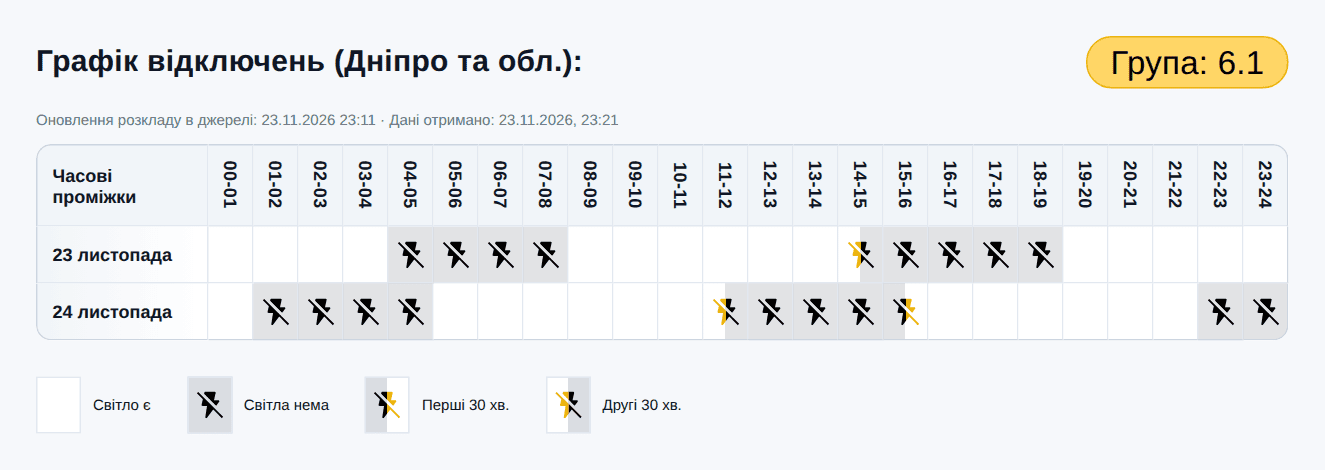 Графік відключень (Дніпро та обл.):
Група: 6.1
Оновлення розкладу в джерелі: 23.11.2026 23:11 · Дані отримано: 23.11.2026, 23:21
Часові
проміжки
00-01
01-02
02-03
03-04
04-05
05-06
06-07
07-08
08-09
09-10
10-11
11-12
12-13
13-14
14-15
15-16
16-17
17-18
18-19
19-20
20-21
21-22
22-23
23-24
23 листопада
24 листопада
Світло є
Світла нема
Перші 30 хв.
Другі 30 хв.